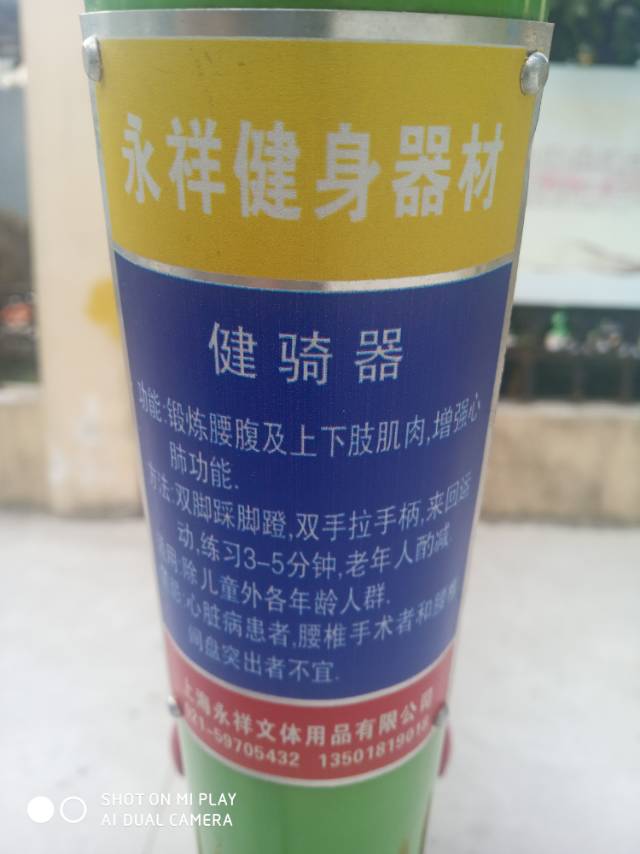 永祥健身器材
健骑器
功能:锻炼腰腹及上下肢肌肉,增强心
肺功能.
方法:双脚踩脚蹬,双手拉手柄,来回运
动,练习3-5分钟,老年人酌减.
适用:除儿童外各年龄人群.
心脏病患者,腰椎手术者和腰椎
间盘突出者不宜.
上海永祥文体用品有限公司
021-59705432 13501819018
SHOT ON MI PLAY
AI DUAL CAMERA